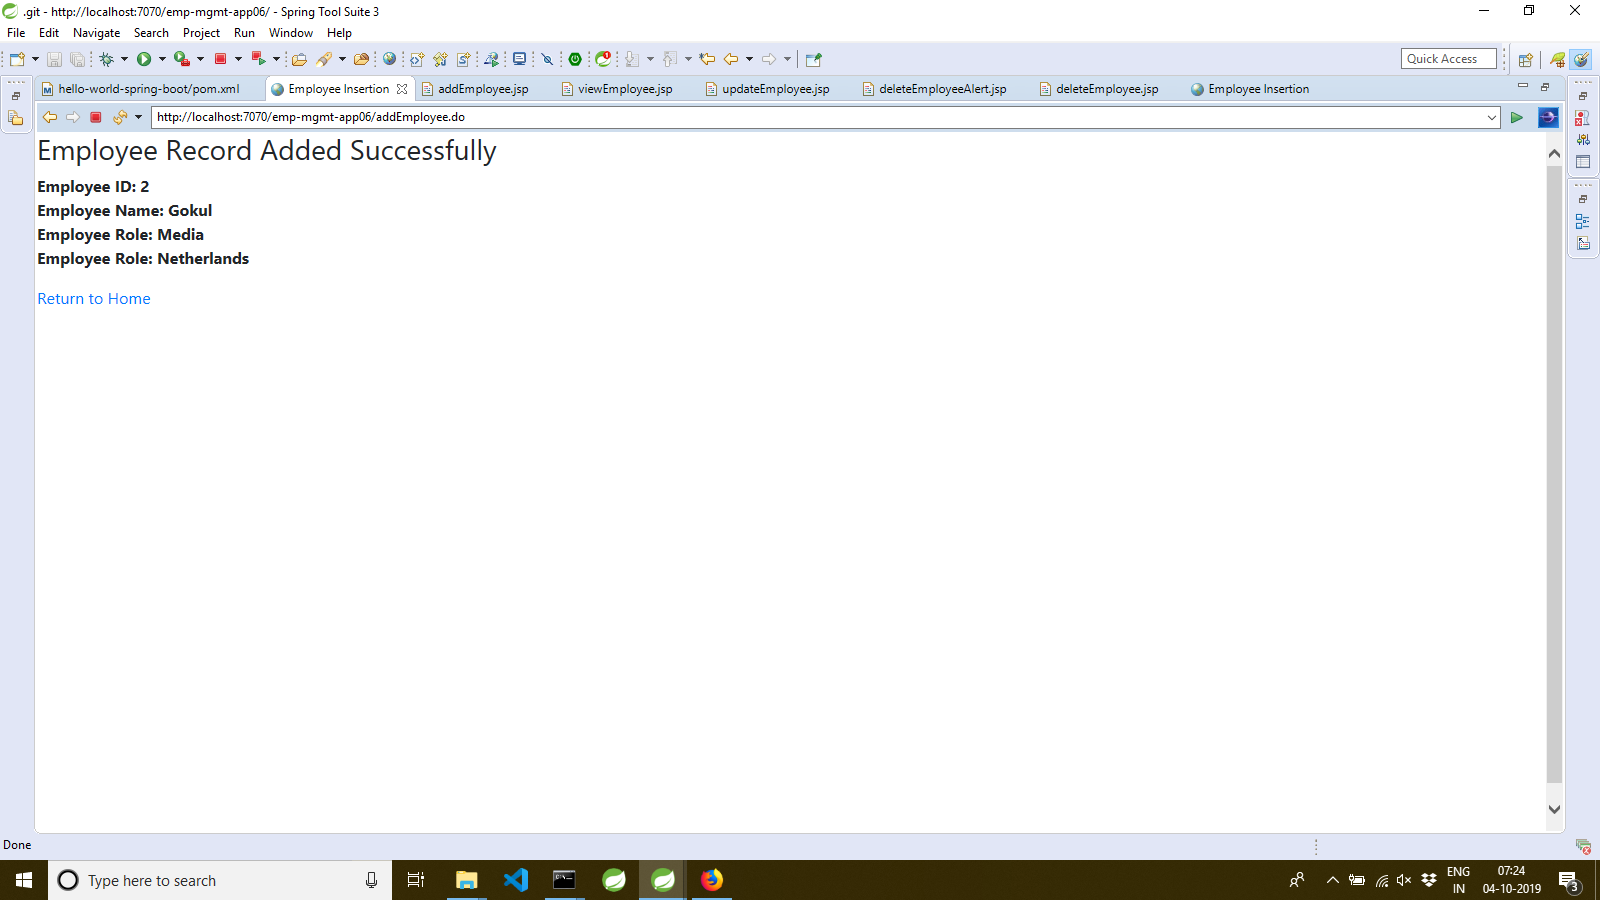 .git - http://localhost:7070/emp-mgmt-app06/ - Spring Tool Suite 3
File Edit Navigate Search Project Run Window Help
Quick Access
hello-world-spring-boot/pom.xml Employee Insertion addEmployee.jsp viewEmployee.jsp updateEmployee.jsp deleteEmployeeAlert.jsp deleteEmployee.jsp Employee Insertion
http://localhost:7070/emp-mgmt-app06/addEmployee.do
Employee Record Added Successfully
Employee ID: 2
Employee Name: Gokul
Employee Role: Media
Employee Role: Netherlands
Return to Home
Done
Type here to search
ENG
IN
07:24
04-10-2019
3